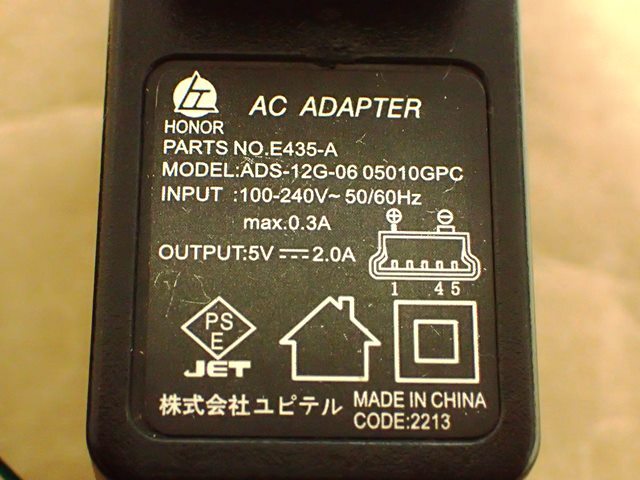 AC ADAPTER
HONOR
PARTS NO.E435-A
MODEL:ADS-12G-06 05010GPC
INPUT :100-240V~ 50/60Hz
max.0.3A
OUTPUT:5V⎓2.0A
+ -
1 4 5
PS
E
JET
株式会社ユピテル
MADE IN CHINA
CODE:2213